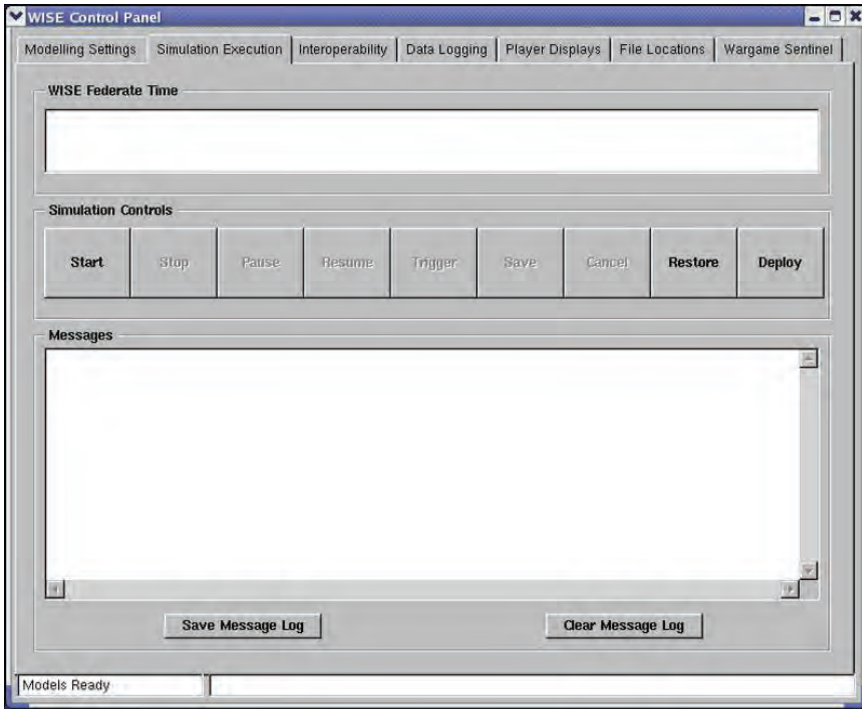 WISE Control Panel
Modelling Settings Simulation Execution Interoperability Data Logging Player Displays File Locations Wargame Sentinel
WISE Federate Time
Simulation Controls
Start Stop Pause Resume Trigger Save Cancel Restore Deploy
Messages
Save Message Log Clear Message Log
Models Ready